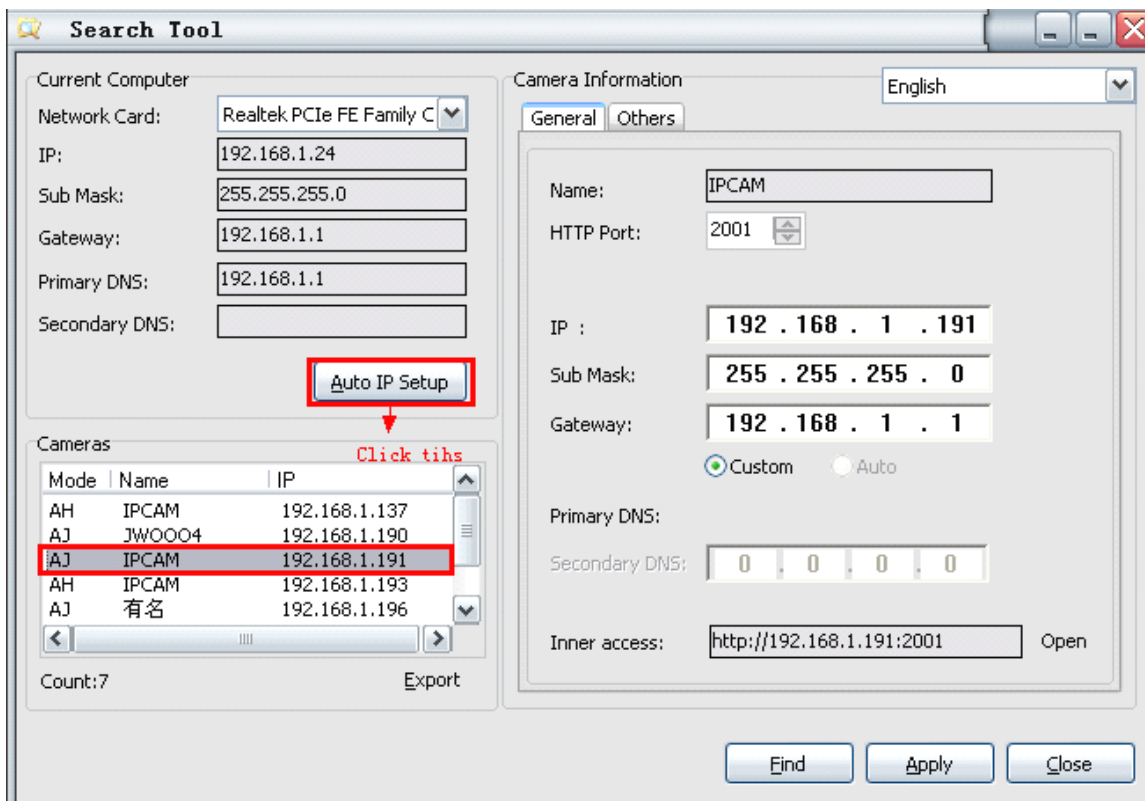 Search Tool
Current Computer
Network Card: Realtek PCIe FE Family C
IP: 192.168.1.24
Sub Mask: 255.255.255.0
Gateway: 192.168.1.1
Primary DNS: 192.168.1.1
Secondary DNS:
Auto IP Setup
Click tihs
Cameras
Mode Name IP
AH IPCAM 192.168.1.137
AJ JWOOO4 192.168.1.190
AJ IPCAM 192.168.1.191
AH IPCAM 192.168.1.193
AJ 有名 192.168.1.196
Count:7 Export
Camera Information
English
General Others
Name: IPCAM
HTTP Port: 2001
IP : 192 . 168 . 1 . 191
Sub Mask: 255 . 255 . 255 . 0
Gateway: 192 . 168 . 1 . 1
Custom Auto
Primary DNS:
Secondary DNS: 0 . 0 . 0 . 0
Inner access: http://192.168.1.191:2001 Open
Find Apply Close